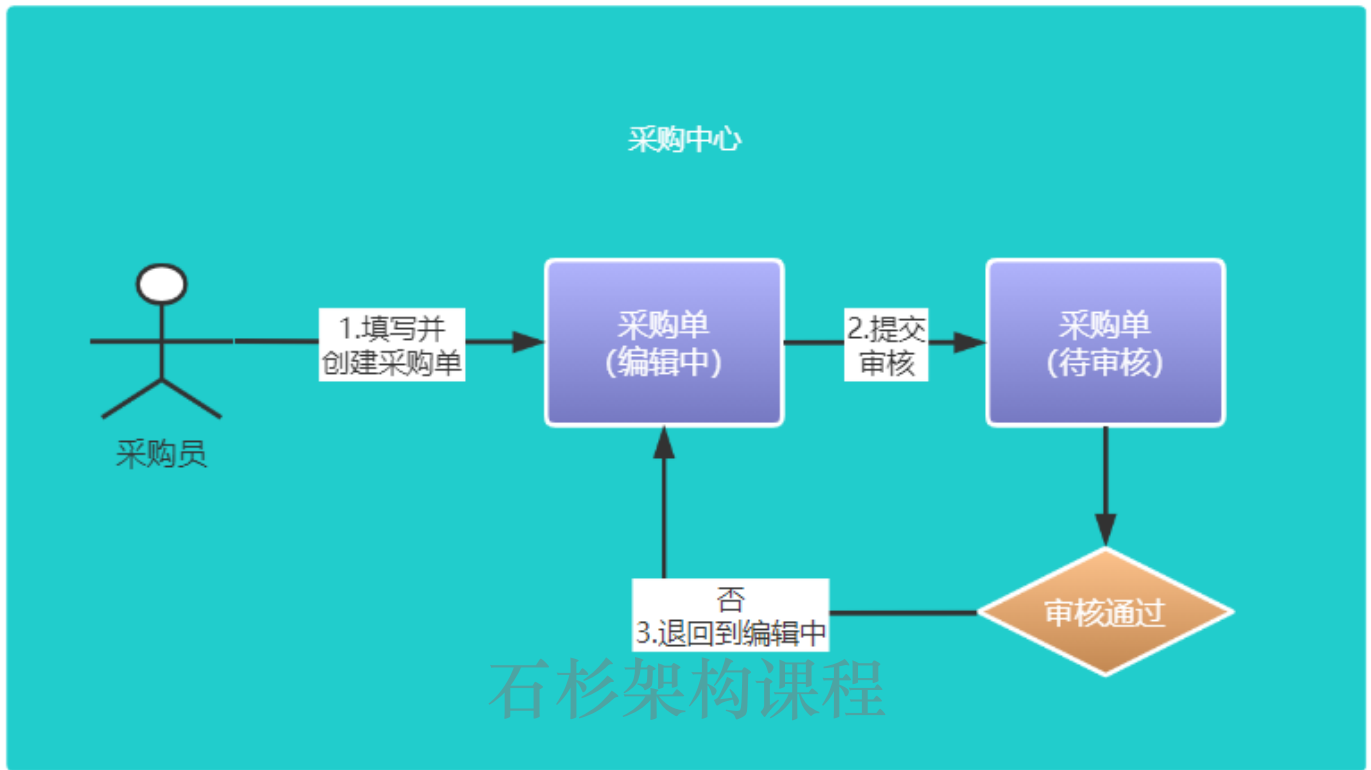 采购中心
1.填写并
创建采购单
采购单
（编辑中）
2.提交
审核
采购单
（待审核）
采购员
审核通过
否
3.退回到编辑中
石杉架构课程